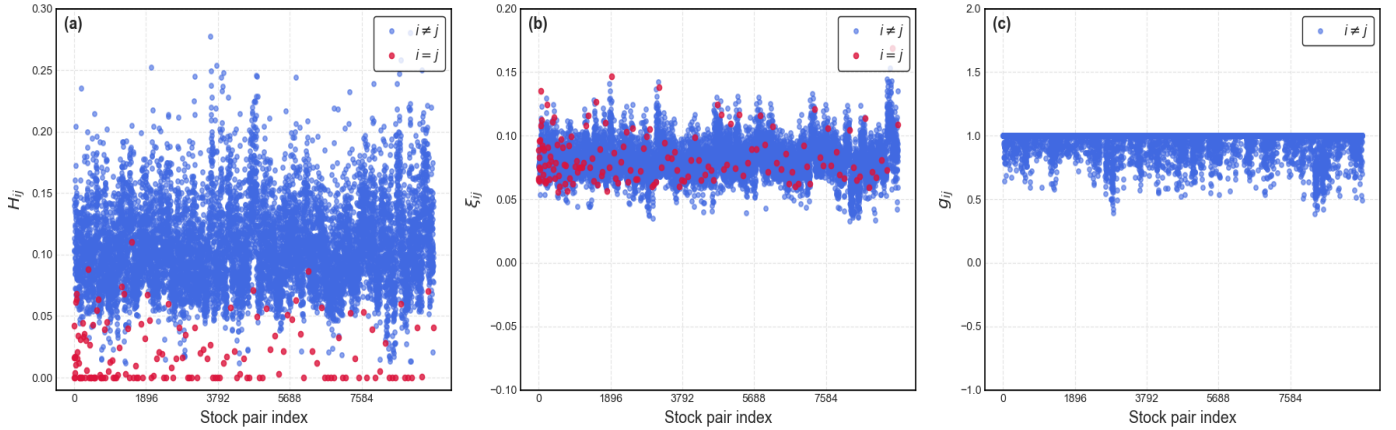 (a)
i ≠ j
i = j
0.30
0.25
0.20
0.15
0.10
0.05
0.00
H_ij
0
1896
3792
5688
7584
Stock pair index
(b)
i ≠ j
i = j
0.20
0.15
0.10
0.05
0.00
−0.05
−0.10
ξ_ij
0
1896
3792
5688
7584
Stock pair index
(c)
i ≠ j
2.0
1.5
1.0
0.5
0.0
−0.5
−1.0
g_ij
0
1896
3792
5688
7584
Stock pair index